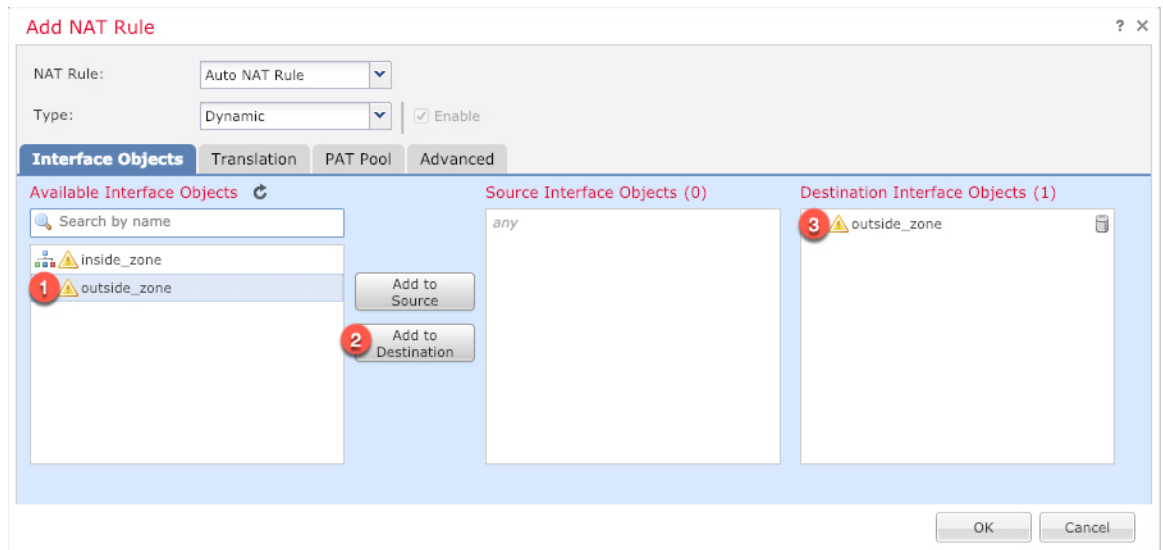 Add NAT Rule ? ×
NAT Rule: Auto NAT Rule
Type: Dynamic Enable
Interface Objects Translation PAT Pool Advanced
Available Interface Objects
Source Interface Objects (0)
Destination Interface Objects (1)
Search by name
any
3 outside_zone
inside_zone
1 outside_zone
Add to
Source
2 Add to
Destination
OK Cancel